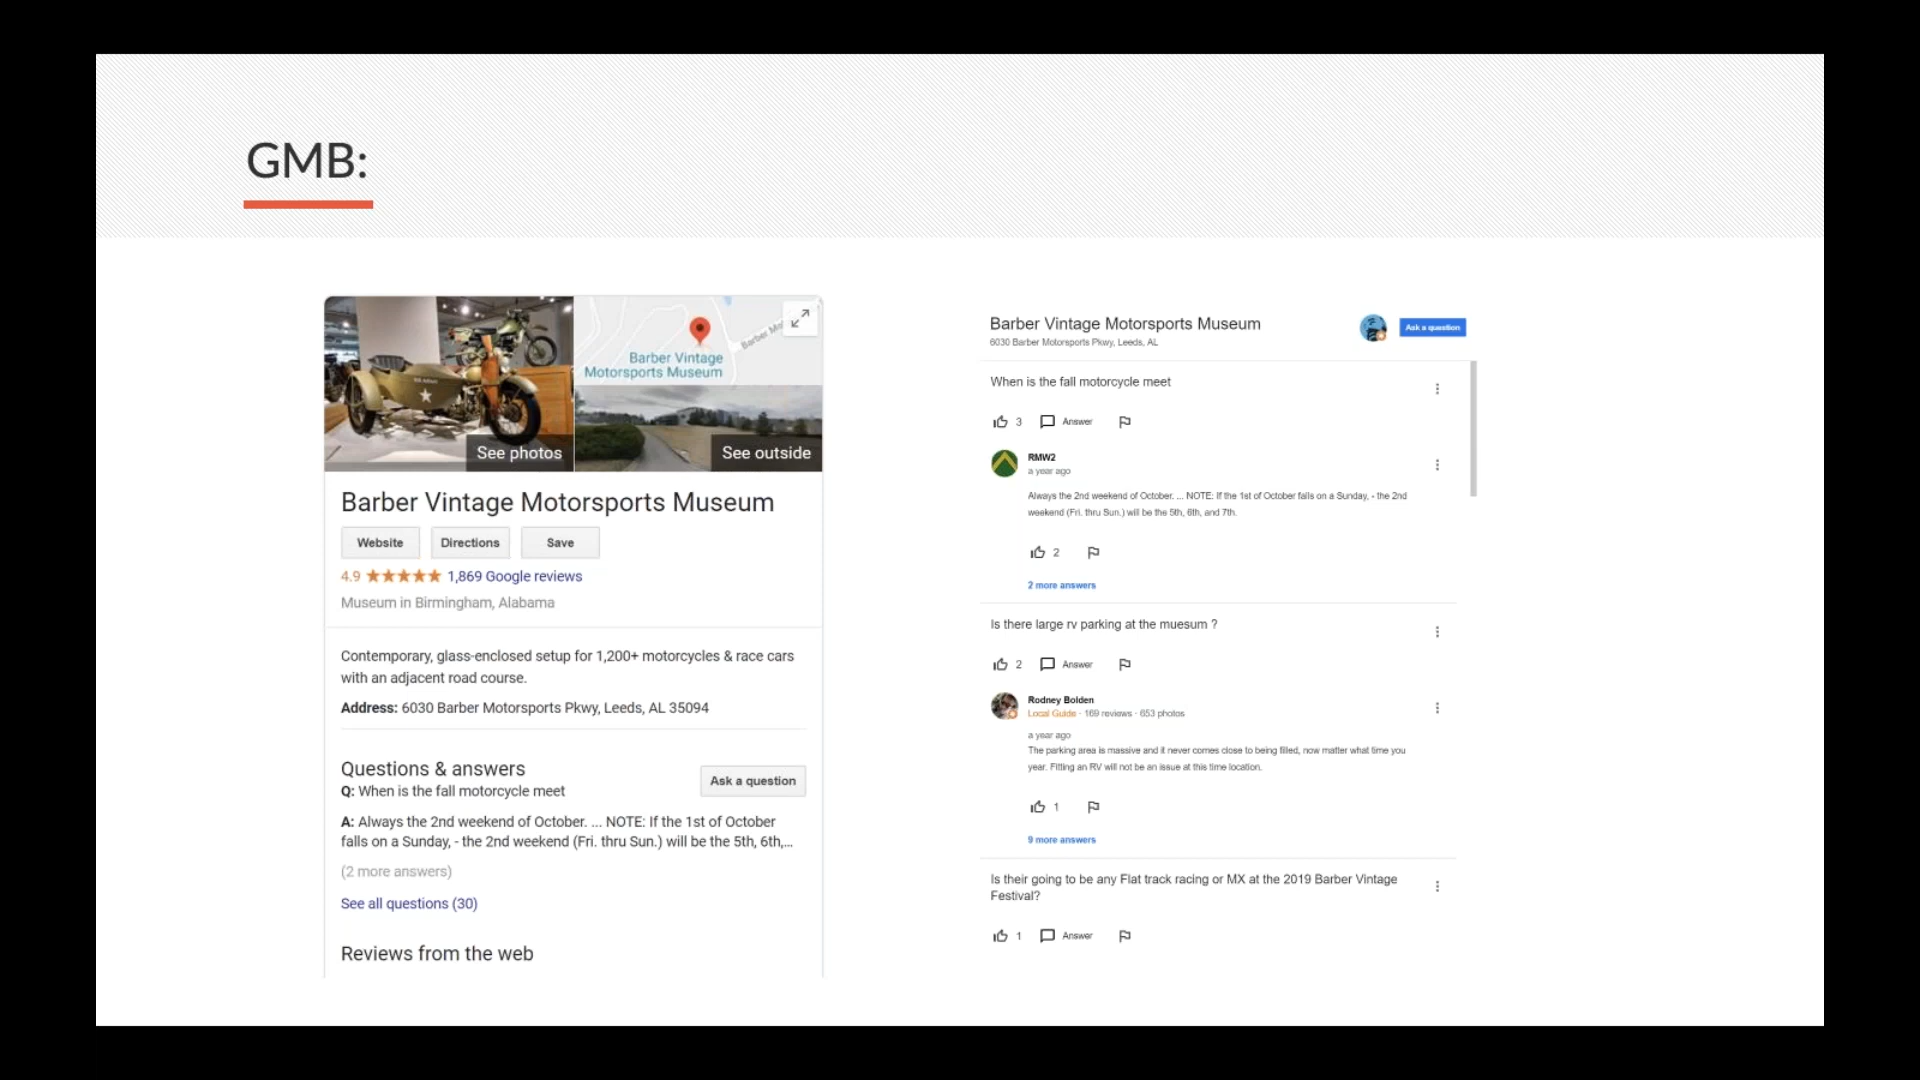 GMB:
Barber Mo
Barber Vintage
Motorsports Museum
See photos
See outside
Barber Vintage Motorsports Museum
Website
Directions
Save
4.9 ★★★★★ 1,869 Google reviews
Museum in Birmingham, Alabama
Contemporary, glass-enclosed setup for 1,200+ motorcycles & race cars
with an adjacent road course.
Address: 6030 Barber Motorsports Pkwy, Leeds, AL 35094
Questions & answers
Ask a question
Q: When is the fall motorcycle meet
A: Always the 2nd weekend of October. ... NOTE: If the 1st of October
falls on a Sunday, - the 2nd weekend (Fri. thru Sun.) will be the 5th, 6th,...
(2 more answers)
See all questions (30)
Reviews from the web
Barber Vintage Motorsports Museum
6030 Barber Motorsports Pkwy, Leeds, AL
Ask a question
When is the fall motorcycle meet
3 Answer
RMW2
a year ago
Always the 2nd weekend of October. ... NOTE: If the 1st of October falls on a Sunday, - the 2nd
weekend (Fri. thru Sun.) will be the 5th, 6th, and 7th.
2
2 more answers
Is there large rv parking at the muesum ?
2 Answer
Rodney Bolden
Local Guide · 169 reviews · 653 photos
a year ago
The parking area is massive and it never comes close to being filled, now matter what time you
year. Fitting an RV will not be an issue at this time location.
1
9 more answers
Is their going to be any Flat track racing or MX at the 2019 Barber Vintage
Festival?
1 Answer